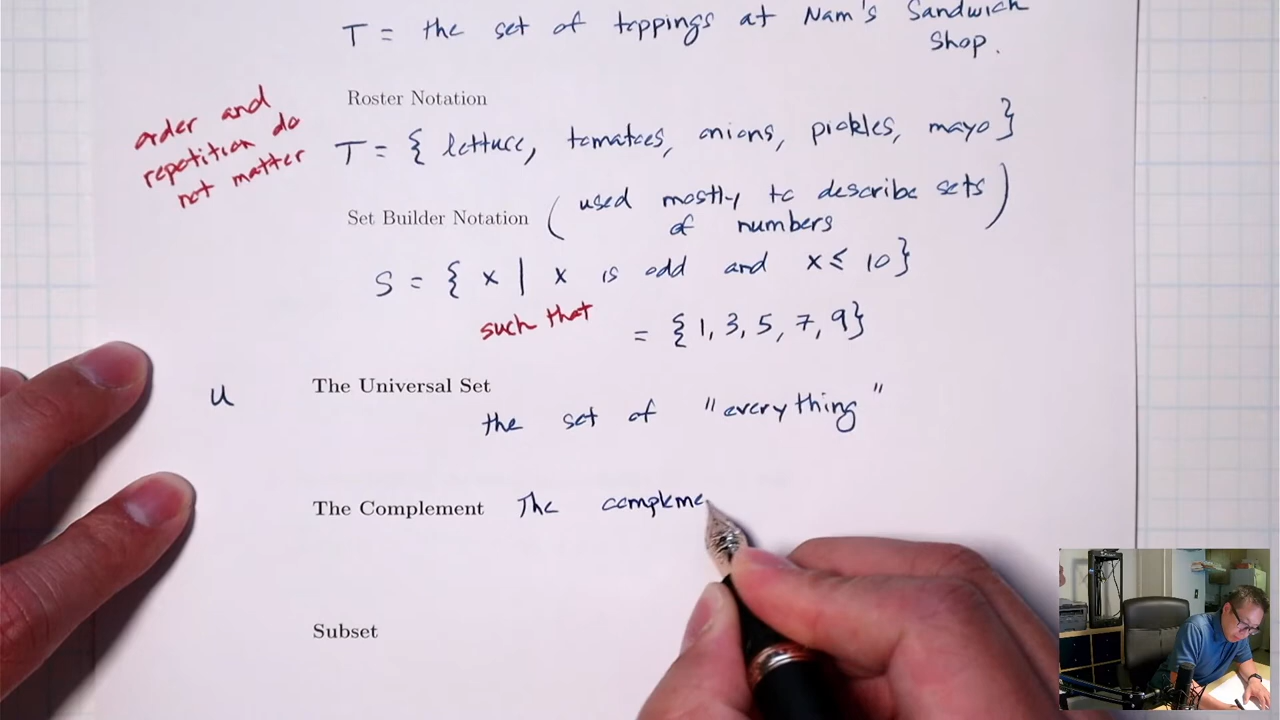 T = the set of toppings at Nam's Sandwich
Shop.
Roster Notation
order and
repetition do
not matter
T = { lettuce, tomatoes, onions, pickles, mayo }
Set Builder Notation ( used mostly to describe sets
of numbers )
S = { x | x is odd and x ≤ 10 }
such that
= { 1, 3, 5, 7, 9 }
U The Universal Set
the set of "everything"
The Complement The compleme
Subset